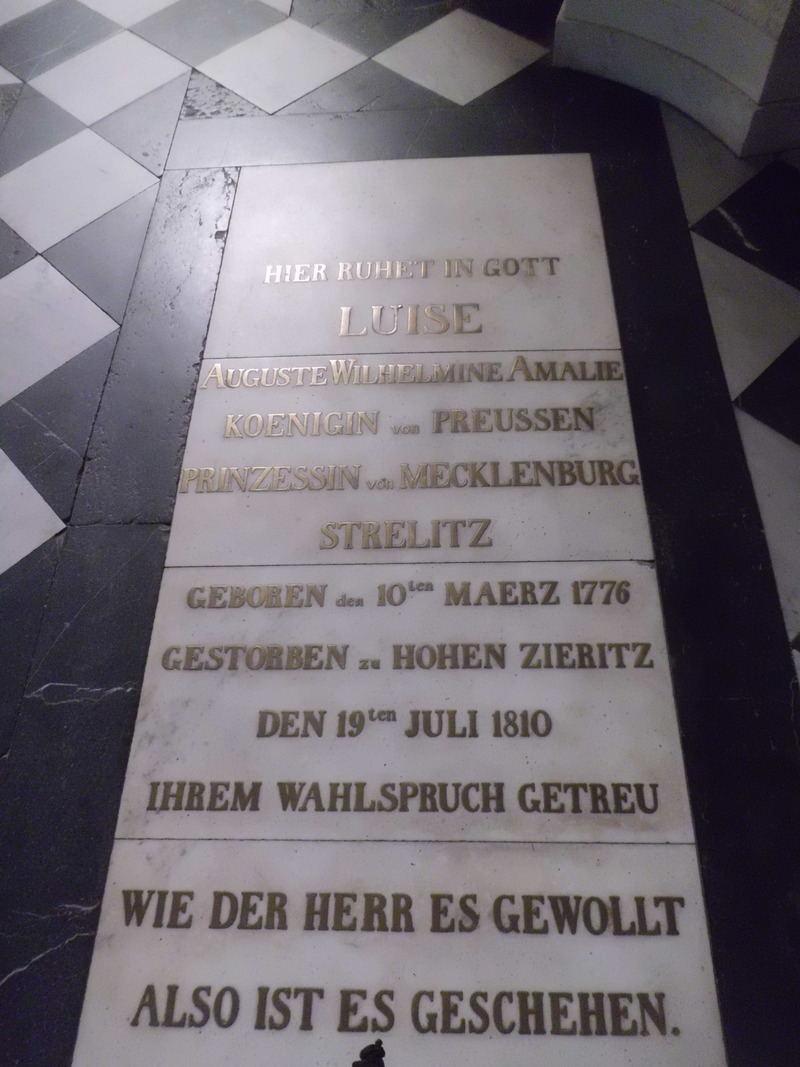 HIER RUHET IN GOTT
LUISE
AUGUSTE WILHELMINE AMALIE
KOENIGIN von PREUSSEN
PRINZESSIN von MECKLENBURG
STRELITZ
GEBOREN den 10ten MAERZ 1776
GESTORBEN zu HOHEN ZIERITZ
DEN 19ten JULI 1810
IHREM WAHLSPRUCH GETREU
WIE DER HERR ES GEWOLLT
ALSO IST ES GESCHEHEN.